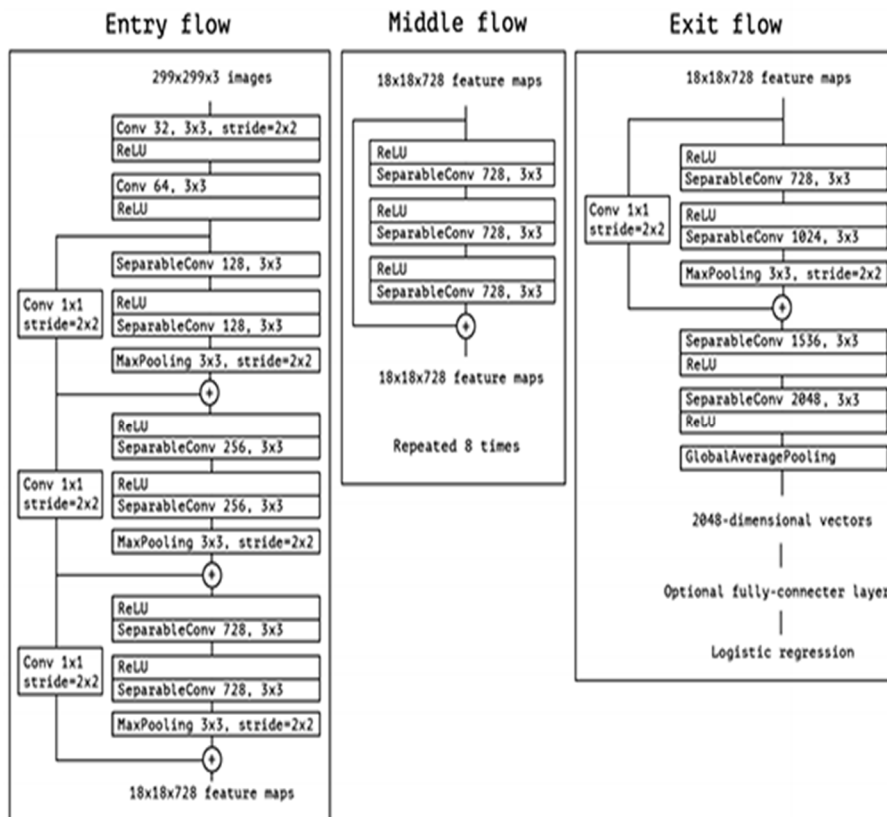 Entry flow
299x299x3 images
Conv 32, 3x3, stride=2x2
ReLU
Conv 64, 3x3
ReLU
SeparableConv 128, 3x3
Conv 1x1
stride=2x2
ReLU
SeparableConv 128, 3x3
MaxPooling 3x3, stride=2x2
+
ReLU
SeparableConv 256, 3x3
Conv 1x1
stride=2x2
ReLU
SeparableConv 256, 3x3
MaxPooling 3x3, stride=2x2
+
ReLU
SeparableConv 728, 3x3
Conv 1x1
stride=2x2
ReLU
SeparableConv 728, 3x3
MaxPooling 3x3, stride=2x2
+
18x18x728 feature maps
Middle flow
18x18x728 feature maps
ReLU
SeparableConv 728, 3x3
ReLU
SeparableConv 728, 3x3
ReLU
SeparableConv 728, 3x3
+
18x18x728 feature maps
Repeated 8 times
Exit flow
18x18x728 feature maps
ReLU
SeparableConv 728, 3x3
Conv 1x1
stride=2x2
ReLU
SeparableConv 1024, 3x3
MaxPooling 3x3, stride=2x2
+
SeparableConv 1536, 3x3
ReLU
SeparableConv 2048, 3x3
ReLU
GlobalAveragePooling
2048-dimensional vectors
Optional fully-connecter layer
Logistic regression